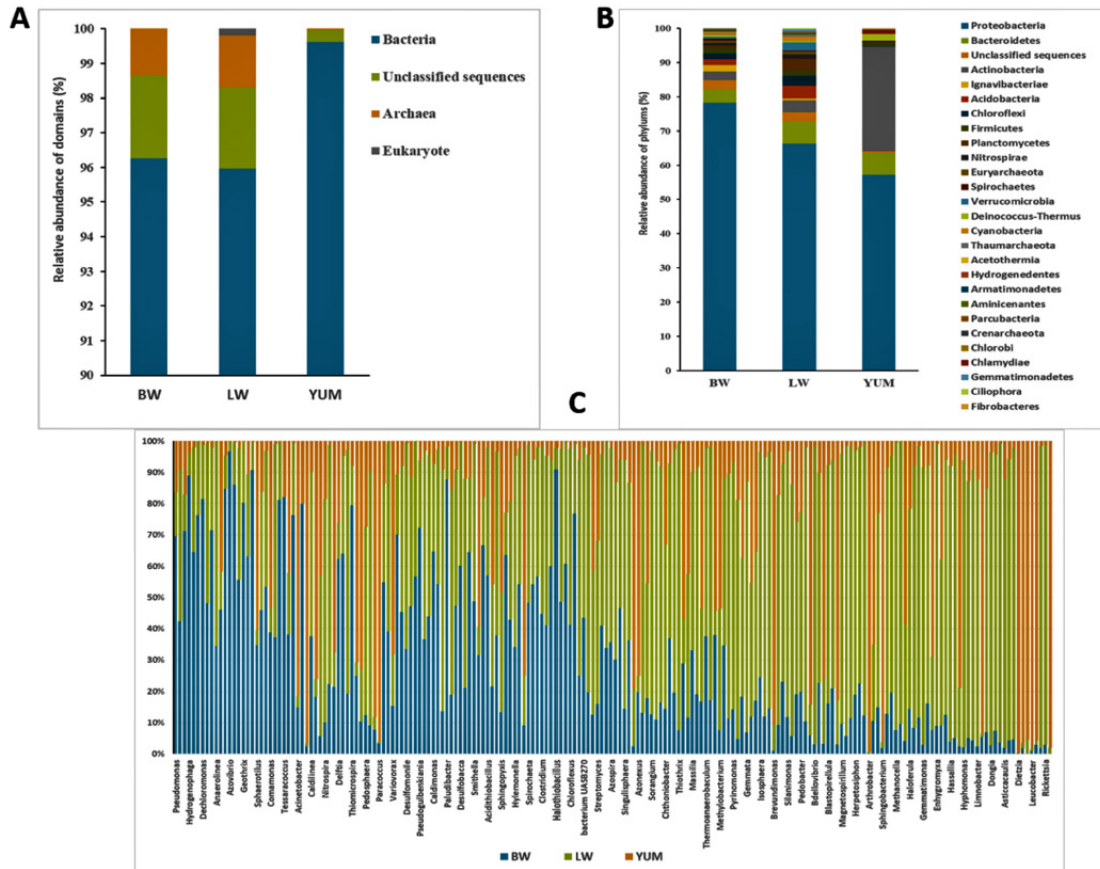 A
Relative abundance of domains (%)
100
99
98
97
96
95
94
93
92
91
90
BW
LW
YUM
Bacteria
Unclassified sequences
Archaea
Eukaryote
B
Relative abundance of phylums (%)
100
90
80
70
60
50
40
30
20
10
0
BW
LW
YUM
Proteobacteria
Bacteroidetes
Unclassified sequences
Actinobacteria
Ignavibacteriae
Acidobacteria
Chloroflexi
Firmicutes
Planctomycetes
Nitrospirae
Euryarchaeota
Spirochaetes
Verrucomicrobia
Deinococcus-Thermus
Cyanobacteria
Thaumarchaeota
Acetothermia
Hydrogenedentes
Armatimonadetes
Aminicenantes
Parcubacteria
Crenarchaeota
Chlorobi
Chlamydiae
Gemmatimonadetes
Ciliophora
Fibrobacteres
C
100%
90%
80%
70%
60%
50%
40%
30%
20%
10%
0%
Pseudomonas
Hydrogenophaga
Dechloromonas
Anaerolinea
Azovibrio
Geothrix
Sphaerotilus
Comamonas
Tessaracoccus
Acinetobacter
Caldilinea
Nitrospira
Delftia
Thiomicrospira
Pedosphaera
Paracoccus
Variovorax
Desulfomonile
Pseudorbankiania
Caldimonas
Paludibacter
Desulfobacca
Smithella
Acidithiobacillus
Sphingopyxis
Hylemonella
Spirochaeta
Clostridium
Halothiobacillus
Chloroflexus
bacterium UASB270
Streptomyces
Azospira
Singulisphaera
Azonexus
Sorangium
Chthoniobacter
Thiothrix
Massilia
Thermoanaerobaculum
Methylobacterium
Pyrinomonas
Gemmata
Isosphaera
Brevundimonas
Silanimonas
Pedobacter
Bdellovibrio
Blastopirellula
Magnetospirillum
Herpetosiphon
Arthrobacter
Sphingobacterium
Methanocella
Haloferula
Gemmatimonas
Enhygromyxa
Hassallia
Hyphomonas
Limnobacter
Dongia
Asticcacaulis
Dietzia
Leucobacter
Rickettsia
BW
LW
YUM